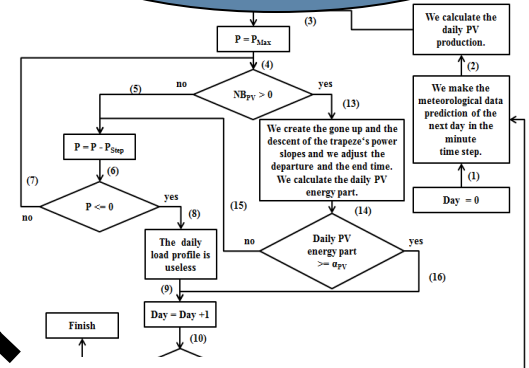 We calculate the
daily PV
production.
(3)
P = PMax
(2)
(4)
(5)
no
yes
NBPV > 0
(13)
We make the
meteorological data
prediction of the
next day in the
minute
time step.
We create the gone up and the
descent of the trapeze's power
slopes and we adjust the
departure and the end time.
We calculate the daily PV
energy part.
P = P - PStep
(6)
(7)
(1)
Day = 0
P <= 0
yes
no
(8)
(15)
(14)
The daily
load profile is
useless
no
Daily PV
energy part
>= αPV
yes
(16)
(9)
Day = Day +1
Finish
(10)